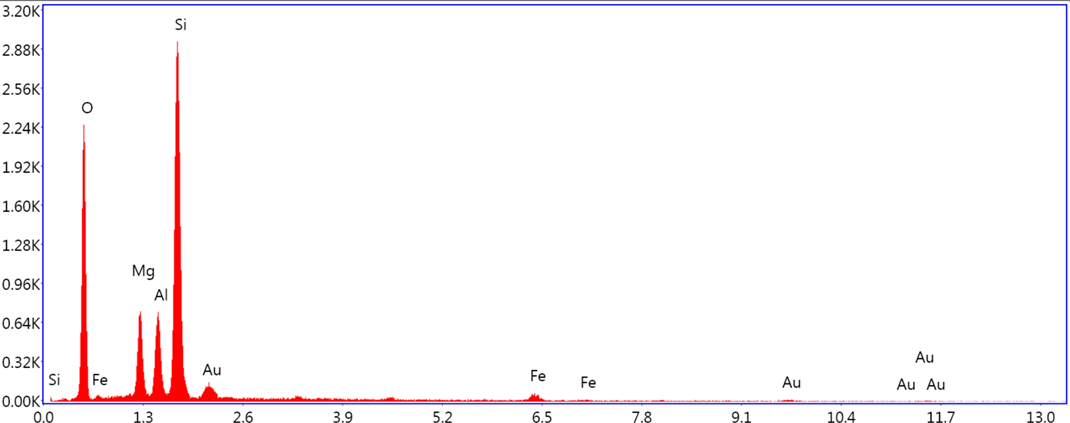 3.20K
Si
2.88K
2.56K
O
2.24K
1.92K
1.60K
1.28K
Mg
0.96K
Al
0.64K
Au
0.32K
Si Fe Au Fe Fe Au Au Au
0.00K
0.0 1.3 2.6 3.9 5.2 6.5 7.8 9.1 10.4 11.7 13.0